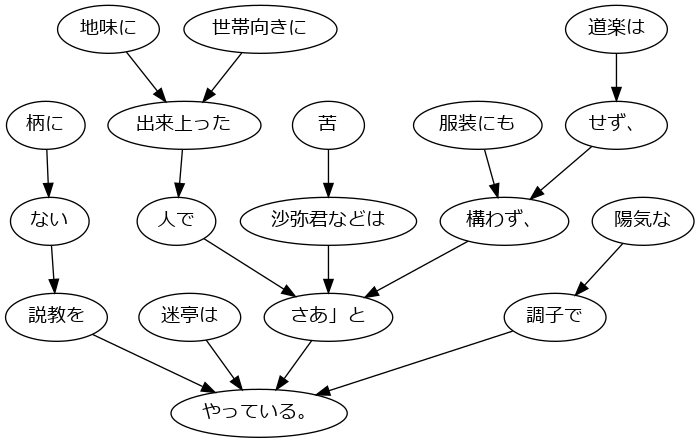 地味に
世帯向きに
道楽は
柄に
出来上った
苦
服装にも
せず、
ない
人で
沙弥君などは
構わず、
陽気な
説教を
迷亭は
さあ」と
調子で
やっている。